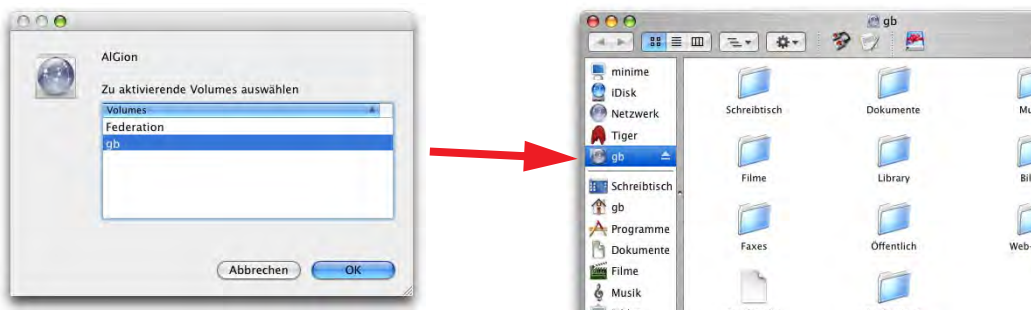 AlGion
Zu aktivierende Volumes auswählen
Volumes
Federation
gb
Abbrechen
OK
gb
minime
iDisk
Netzwerk
Tiger
gb
Schreibtisch
gb
Programme
Dokumente
Filme
Musik
Schreibtisch
Dokumente
Filme
Library
Faxes
Öffentlich